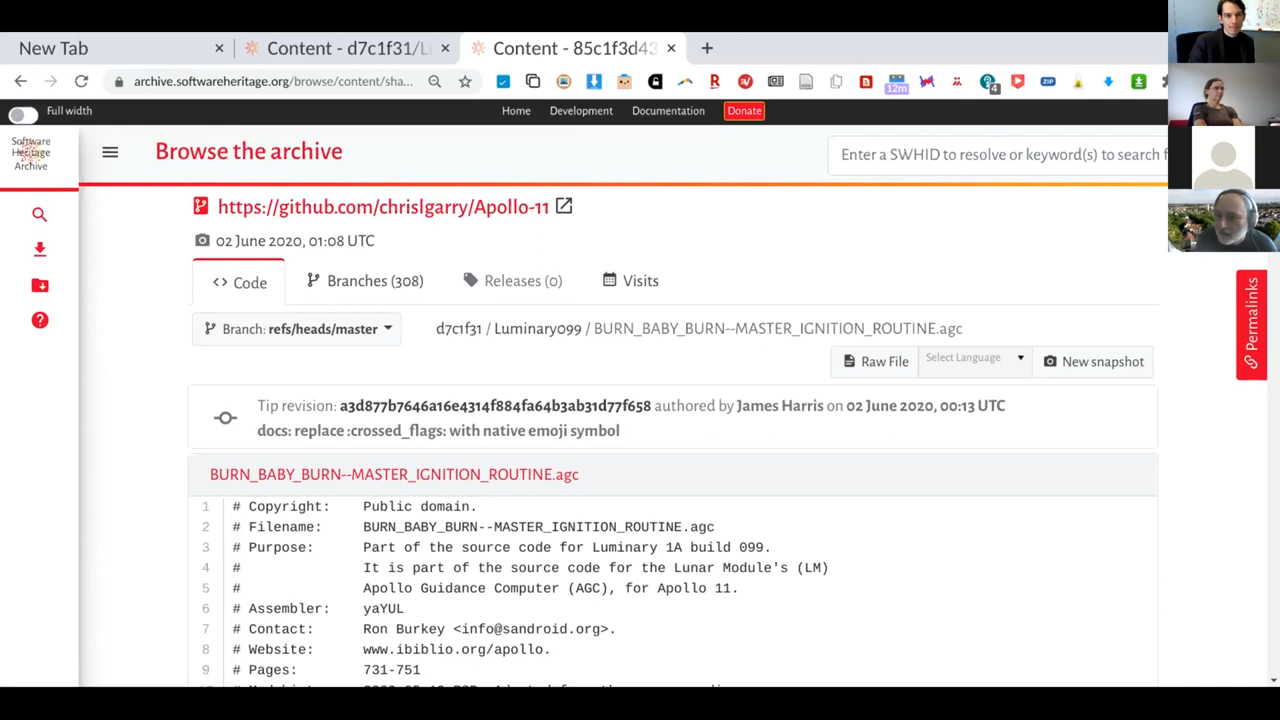 New Tab
Content - d7c1f31/L
Content - 85c1f3d43
archive.softwareheritage.org/browse/content/sha...
12m
4
ZIP
Full width
Home
Development
Documentation
Donate
Software
Heritage
Archive
Browse the archive
Enter a SWHID to resolve or keyword(s) to search f
https://github.com/chrislgarry/Apollo-11
02 June 2020, 01:08 UTC
<> Code
Branches (308)
Releases (0)
Visits
Permalinks
Branch: refs/heads/master
d7c1f31 / Luminary099 / BURN_BABY_BURN--MASTER_IGNITION_ROUTINE.agc
Raw File
Select Language
New snapshot
Tip revision: a3d877b7646a16e4314f884fa64b3ab31d77f658 authored by James Harris on 02 June 2020, 00:13 UTC
docs: replace :crossed_flags: with native emoji symbol
BURN_BABY_BURN--MASTER_IGNITION_ROUTINE.agc
1 # Copyright: Public domain.
2 # Filename: BURN_BABY_BURN--MASTER_IGNITION_ROUTINE.agc
3 # Purpose: Part of the source code for Luminary 1A build 099.
4 # It is part of the source code for the Lunar Module's (LM)
5 # Apollo Guidance Computer (AGC), for Apollo 11.
6 # Assembler: yaYUL
7 # Contact: Ron Burkey <info@sandroid.org>.
8 # Website: www.ibiblio.org/apollo.
9 # Pages: 731-751